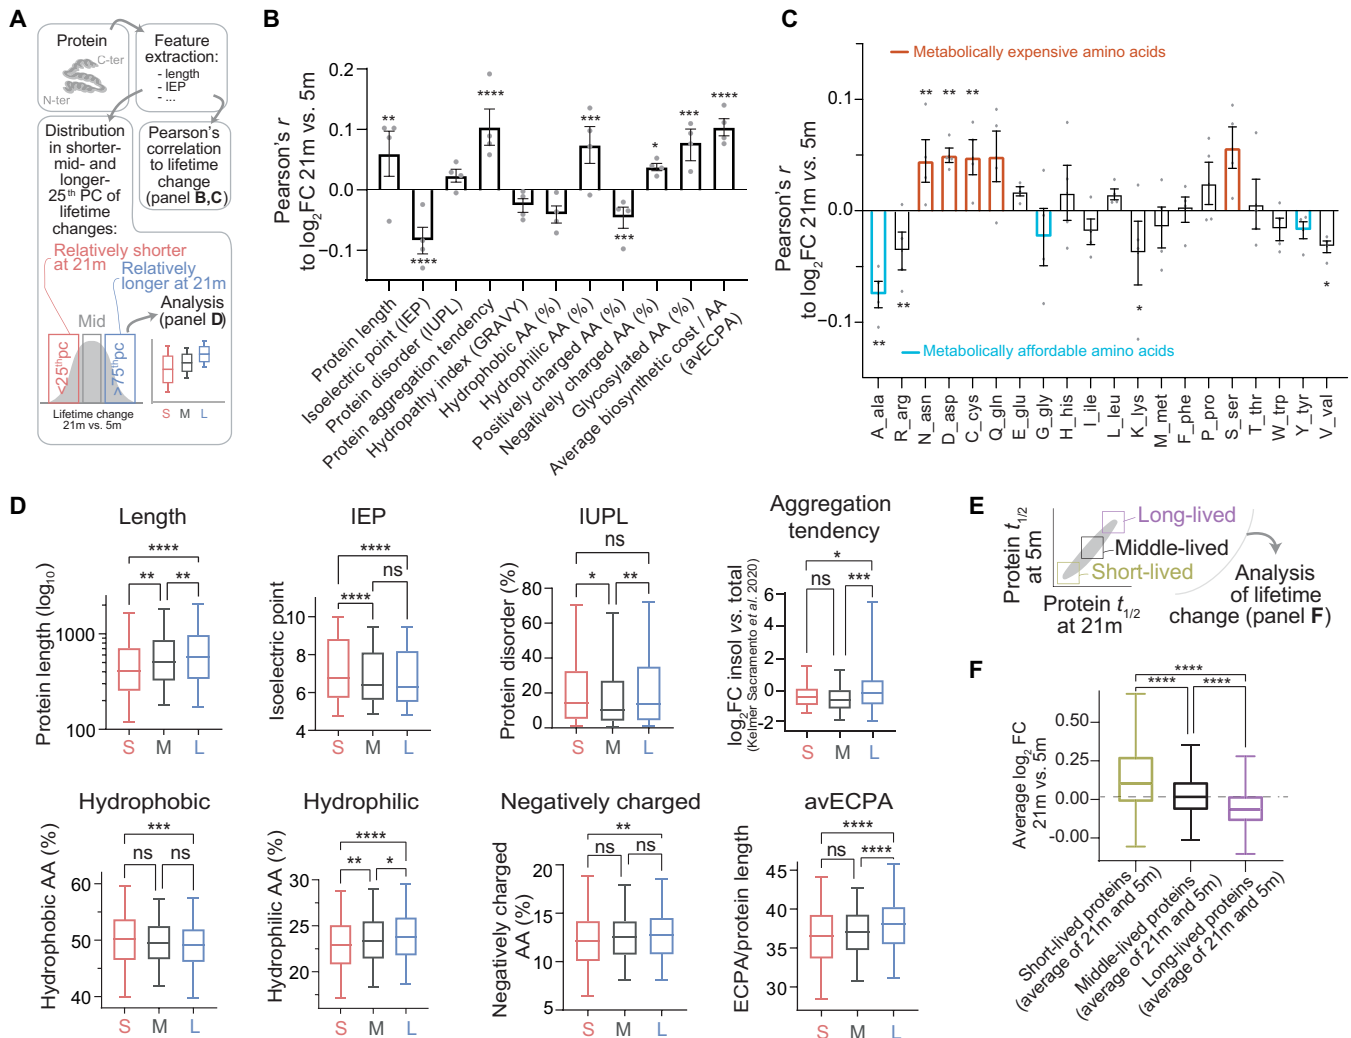 A
Protein
C-ter
N-ter
Feature
extraction:
- length
- IEP
- ...
Distribution
in shorter-
mid- and
longer-
25th PC of
lifetime
changes:
Pearson's
correlation
to lifetime
change
(panel B,C)
Relatively shorter
at 21m
Relatively
longer at 21m
Mid
Analysis
(panel D)
<25thpc
>75thpc
S M L
Lifetime change
21m vs. 5m
B
Pearson's r
to log2FC 21m vs. 5m
0.2
0.1
0.0
−0.1
**
****
****
***
***
*
***
****
Protein length
Isoelectric point (IEP)
Protein disorder (IUPL)
Protein aggregation tendency
Hydropathy index (GRAVY)
Hydrophobic AA (%)
Hydrophilic AA (%)
Positively charged AA (%)
Negatively charged AA (%)
Glycosylated AA (%)
Average biosynthetic cost / AA
(avECPA)
C
Pearson's r
to log2FC 21m vs. 5m
0.1
0.0
−0.1
Metabolically expensive amino acids
Metabolically affordable amino acids
**
**
**
**
**
*
*
A_ala
R_arg
N_asn
D_asp
C_cys
Q_gln
E_glu
G_gly
H_his
I_ile
L_leu
K_lys
M_met
F_phe
P_pro
S_ser
T_thr
W_trp
Y_tyr
V_val
D
Length
Protein length (log10)
1000
100
****
** **
S M L
IEP
Isoelectric point
10
8
6
4
****
ns
****
S M L
IUPL
Protein disorder (%)
80
60
40
20
0
ns
* **
S M L
Aggregation
tendency
log2FC insol vs. total
(Kelmer Sacramento et al. 2020)
6
4
2
0
-2
*
ns ***
S M L
Hydrophobic
Hydrophobic AA (%)
60
50
40
***
ns ns
S M L
Hydrophilic
Hydrophilic AA (%)
30
25
20
****
** *
S M L
Negatively charged
Negatively charged
AA (%)
20
15
10
5
**
ns ns
S M L
avECPA
ECPA/protein length
45
40
35
30
****
ns ****
S M L
E
Protein t1/2
at 5m
Long-lived
Middle-lived
Short-lived
Protein t1/2
at 21m
Analysis
of lifetime
change (panel F)
F
Average log2 FC
21m vs. 5m
0.50
0.25
0.00
-0.00
****
**** ****
Short-lived proteins
(average of 21m and 5m)
Middle-lived proteins
(average of 21m and 5m)
Long-lived proteins
(average of 21m and 5m)